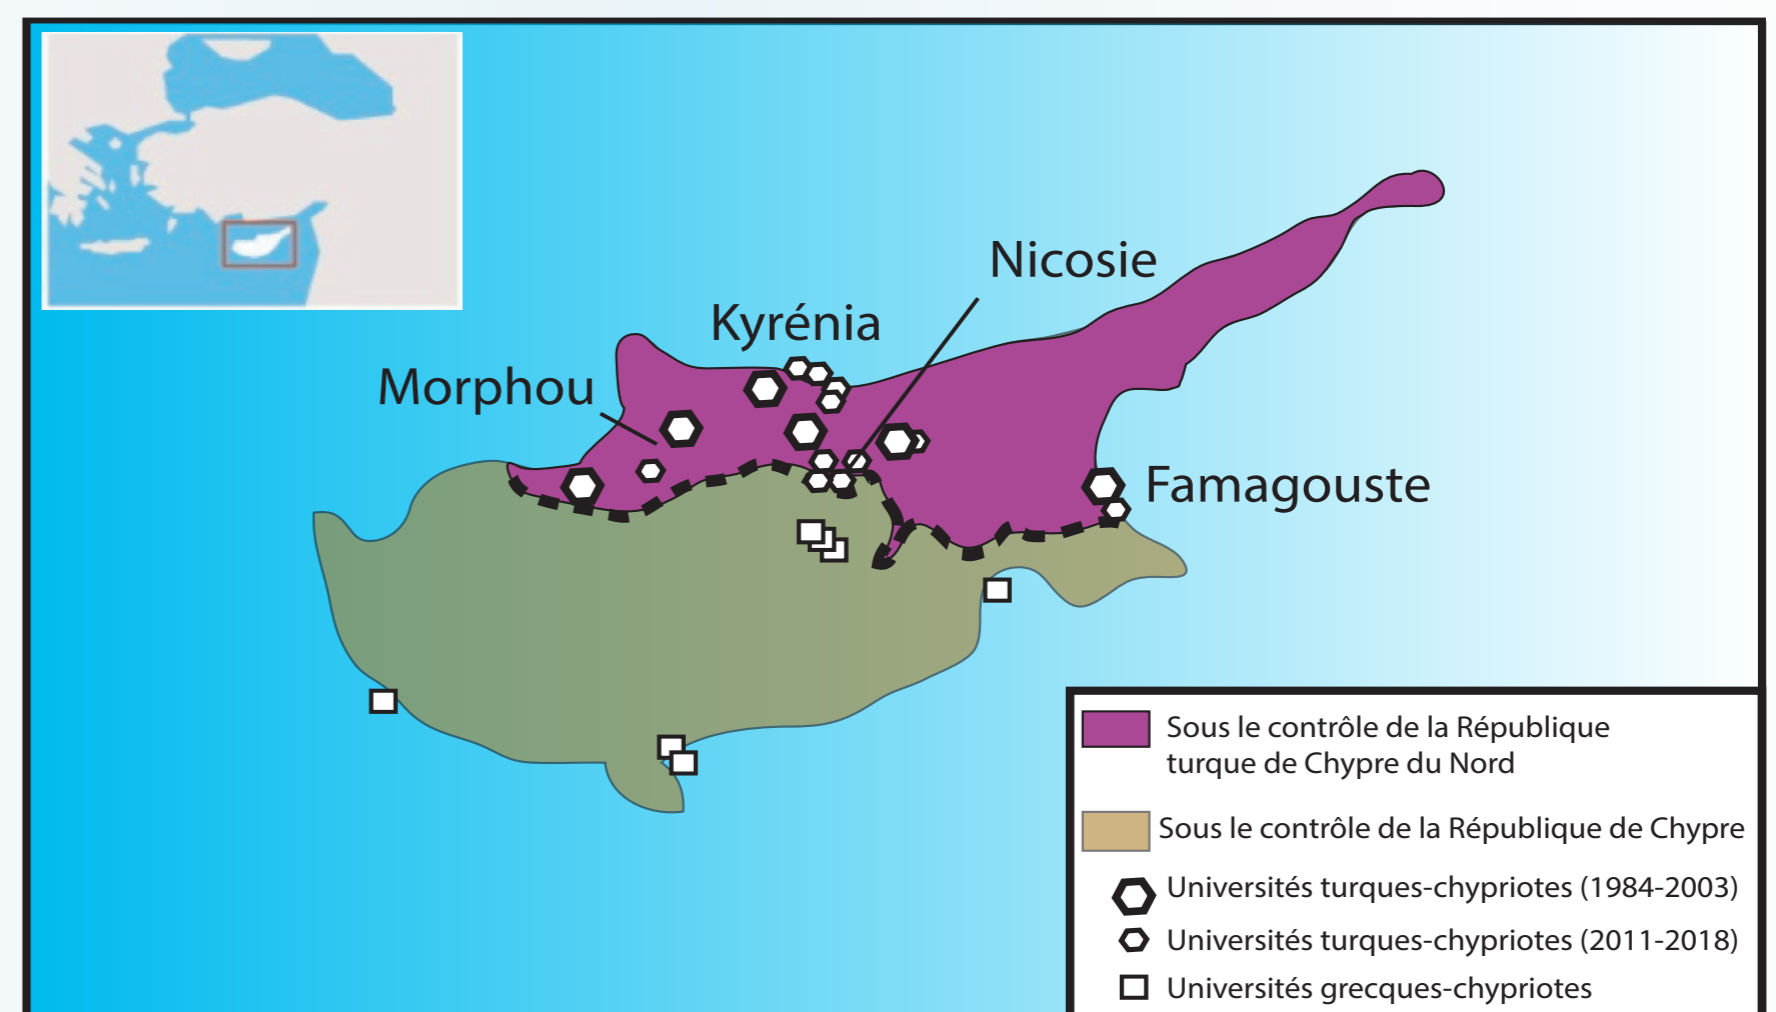 Nicosie
Kyrénia
Morphou
Famagouste
Sous le contrôle de la République
turque de Chypre du Nord
Sous le contrôle de la République de Chypre
Universités turques-chypriotes (1984-2003)
Universités turques-chypriotes (2011-2018)
Universités grecques-chypriotes